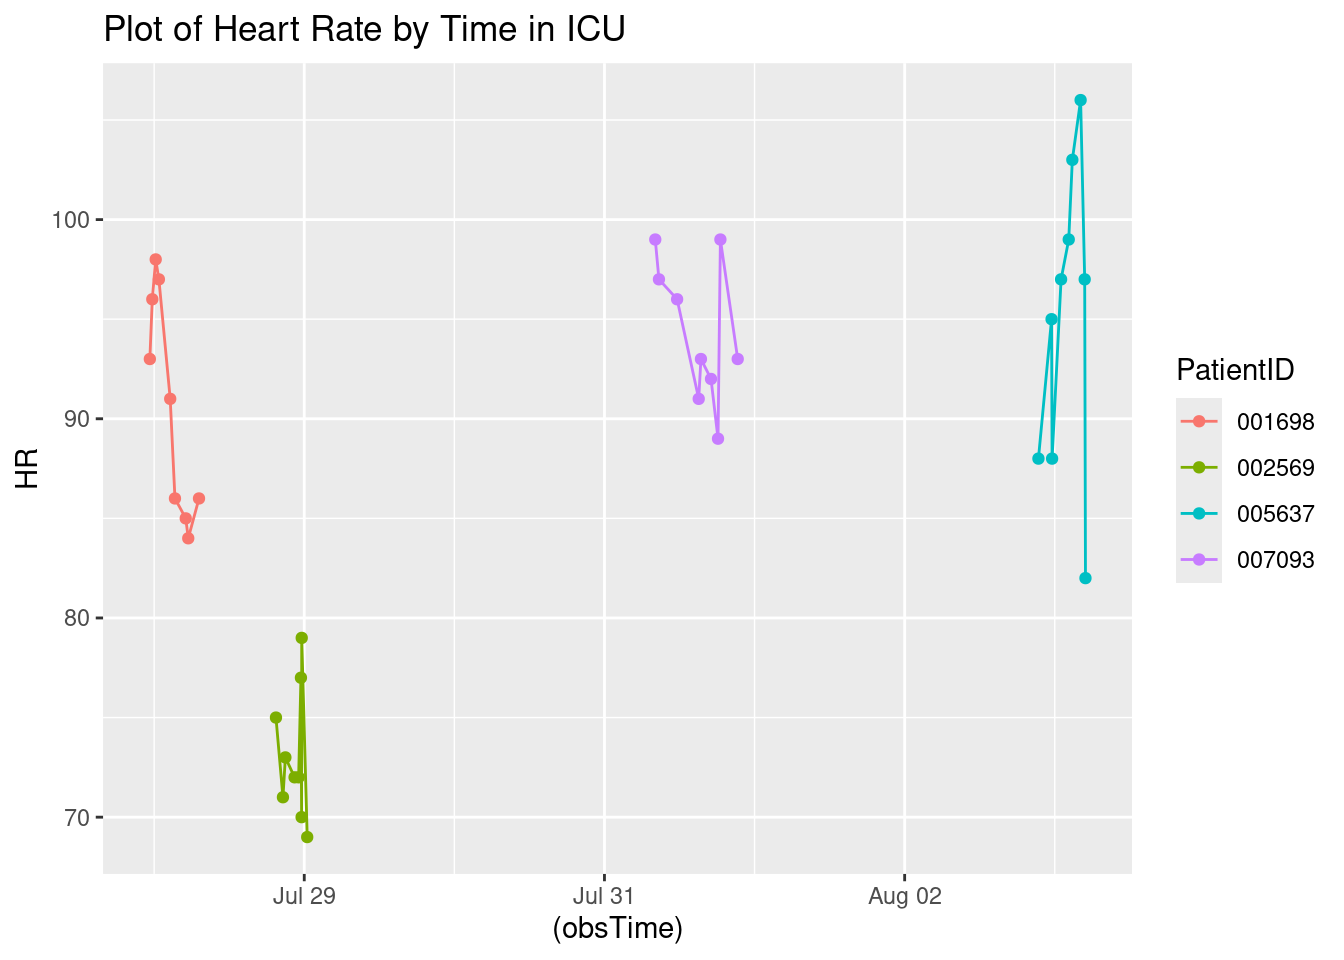 Plot of Heart Rate by Time in ICU
HR
100
90
80
70
Jul 29
Jul 31
Aug 02
(obsTime)
PatientID
001698
002569
005637
007093